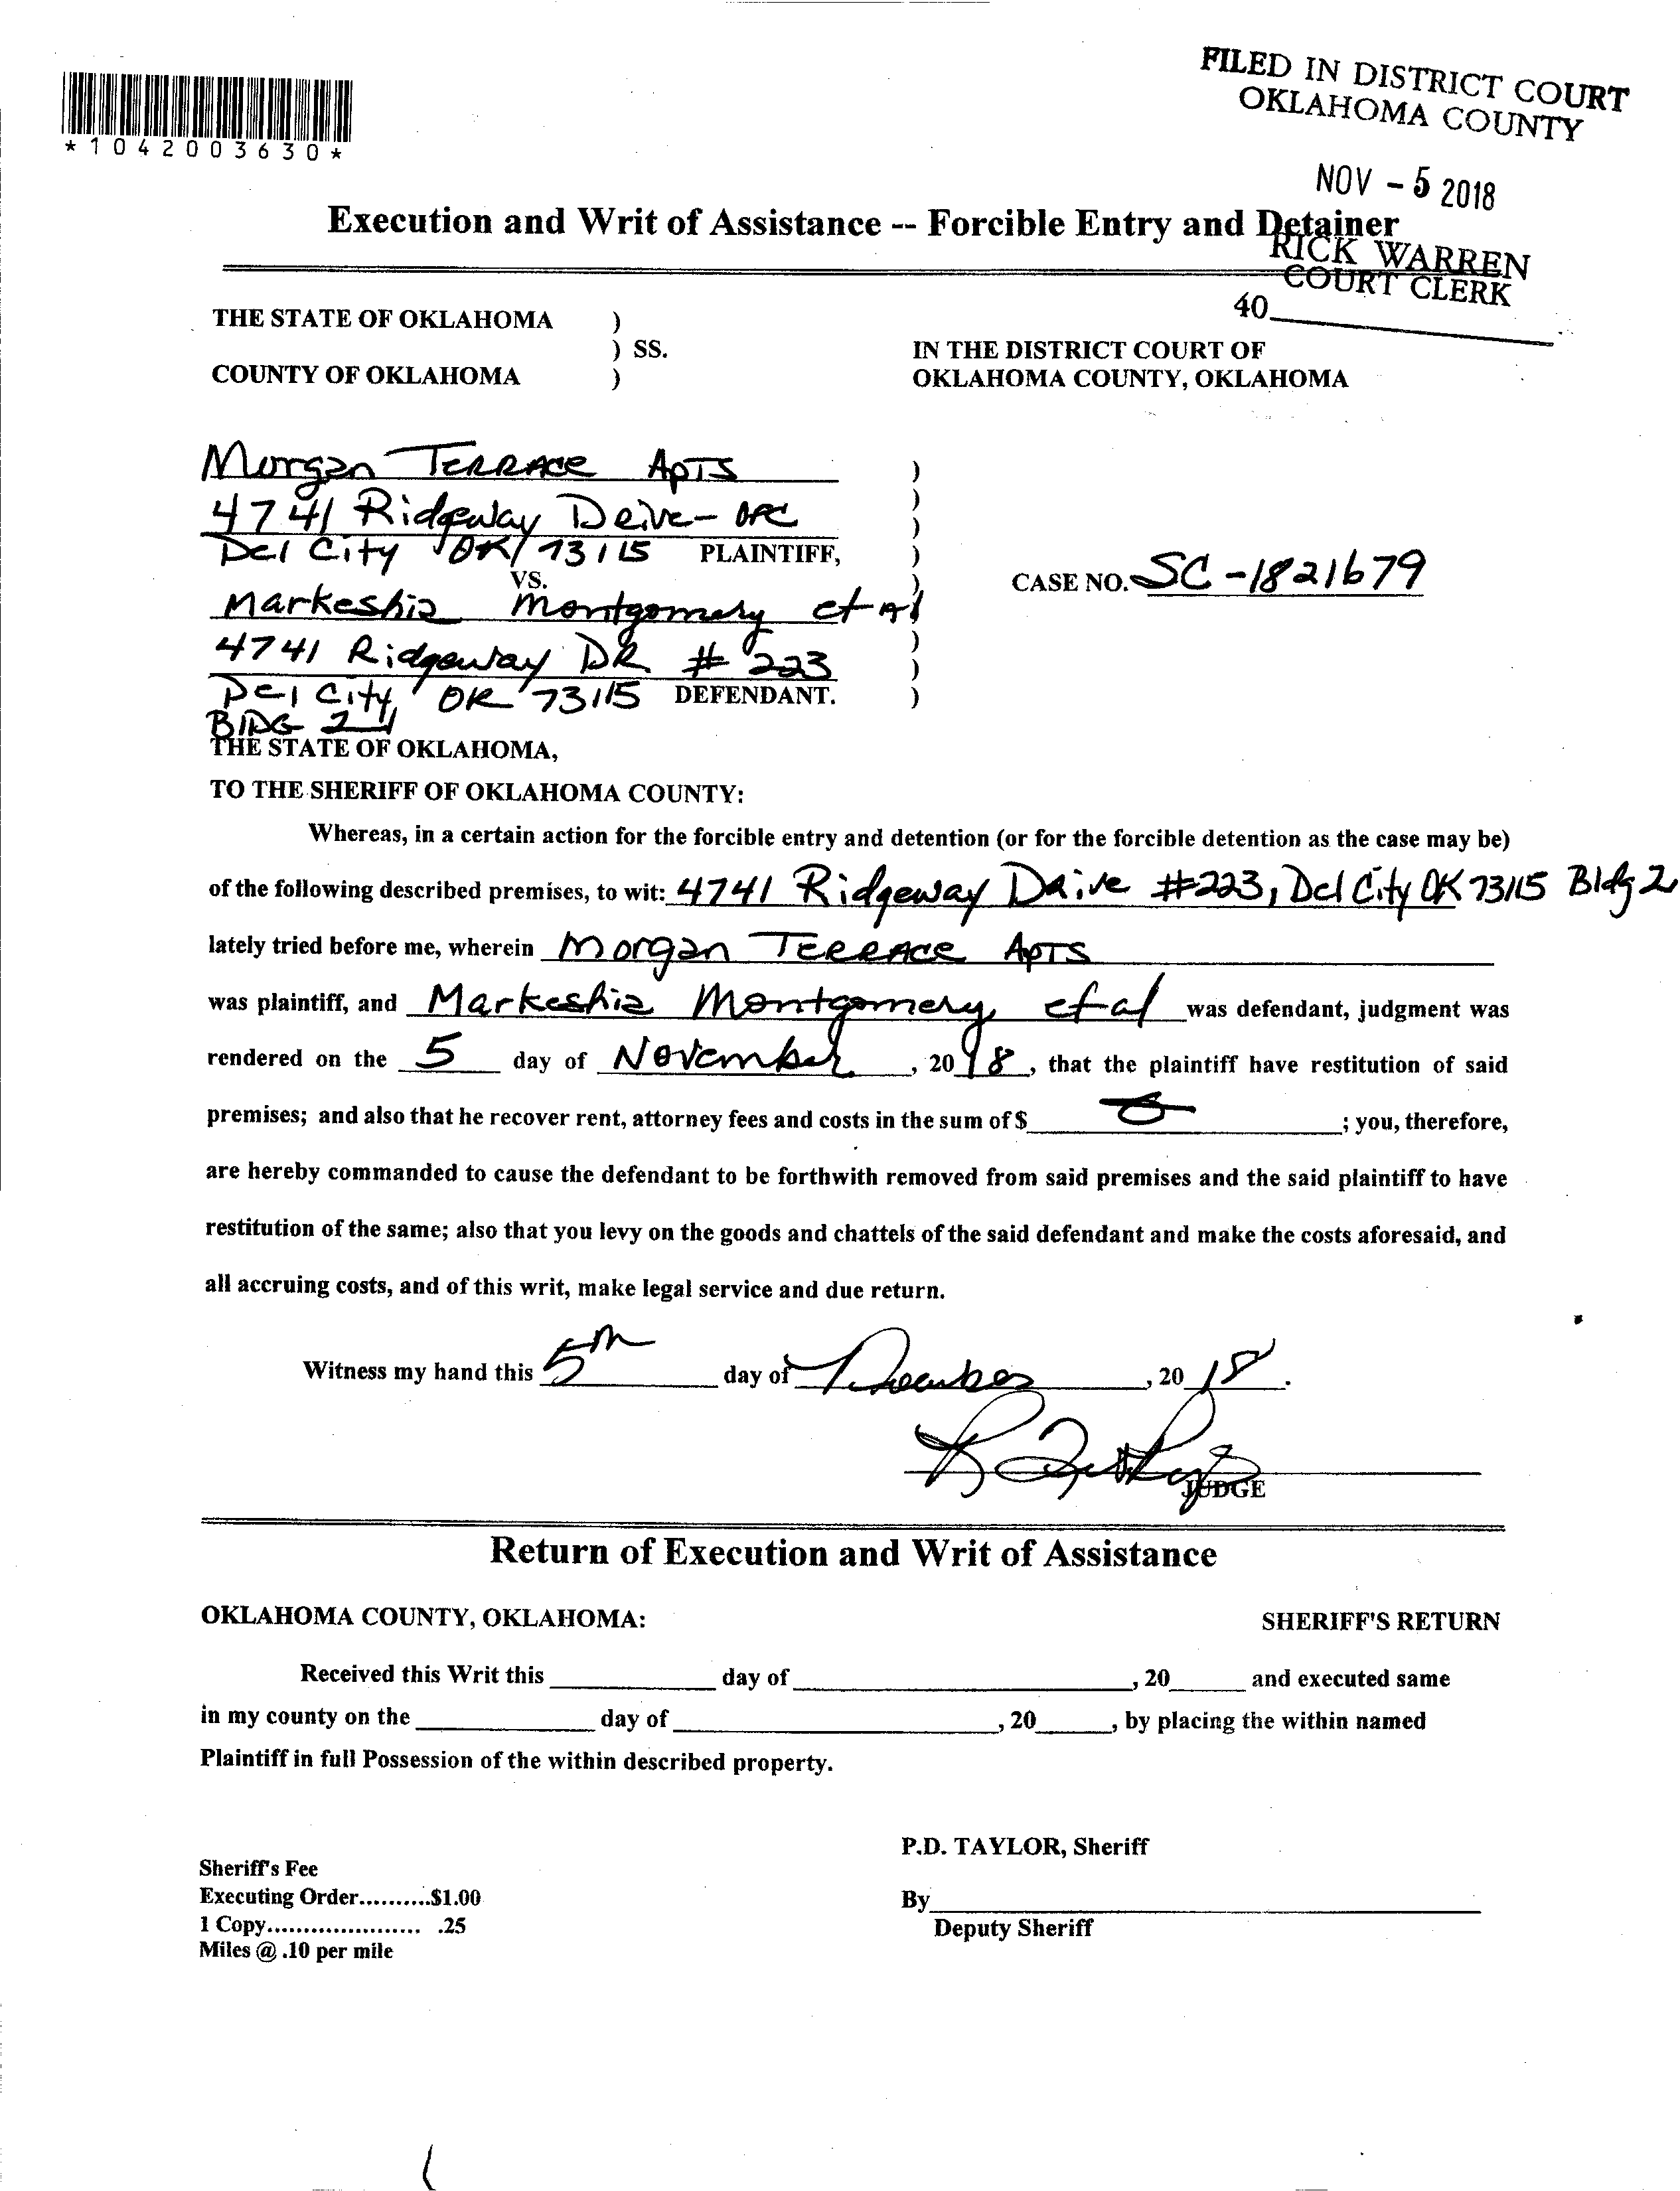 FILED IN DISTRICT COURT
OKLAHOMA COUNTY
*1042003630*
NOV - 5 2018
Execution and Writ of Assistance -- Forcible Entry and Detainer
RICK WARREN
COURT CLERK
40
THE STATE OF OKLAHOMA )
) SS.
COUNTY OF OKLAHOMA )
IN THE DISTRICT COURT OF
OKLAHOMA COUNTY, OKLAHOMA
Morgan Terrace Apts )
4741 Ridgeway Drive- OFC )
Del City OK 73115 PLAINTIFF, )
VS.
Markeshia Montgomery et Al )
4741 Ridgeway DR # 223 )
Del City, OK 73115 DEFENDANT. )
BlDG 24
CASE NO. SC-1821679
THE STATE OF OKLAHOMA,
TO THE SHERIFF OF OKLAHOMA COUNTY:
Whereas, in a certain action for the forcible entry and detention (or for the forcible detention as the case may be)
of the following described premises, to wit: 4741 Ridgeway Drive #223, Del City OK 73115 Bldg 2
lately tried before me, wherein Morgan Terrace Apts
was plaintiff, and Markeshia Montgomery et al was defendant, judgment was
rendered on the 5 day of November, 2018, that the plaintiff have restitution of said
premises; and also that he recover rent, attorney fees and costs in the sum of $ 0; you, therefore,
are hereby commanded to cause the defendant to be forthwith removed from said premises and the said plaintiff to have
restitution of the same; also that you levy on the goods and chattels of the said defendant and make the costs aforesaid, and
all accruing costs, and of this writ, make legal service and due return.
Witness my hand this 5th day of November, 2018.
JUDGE
Return of Execution and Writ of Assistance
OKLAHOMA COUNTY, OKLAHOMA: SHERIFF'S RETURN
Received this Writ this ____ day of ____, 20____ and executed same
in my county on the ____ day of ____, 20____, by placing the within named
Plaintiff in full Possession of the within described property.
P.D. TAYLOR, Sheriff
Sheriff's Fee
Executing Order..........$1.00
1 Copy..................... .25
Miles @ .10 per mile
By____
Deputy Sheriff